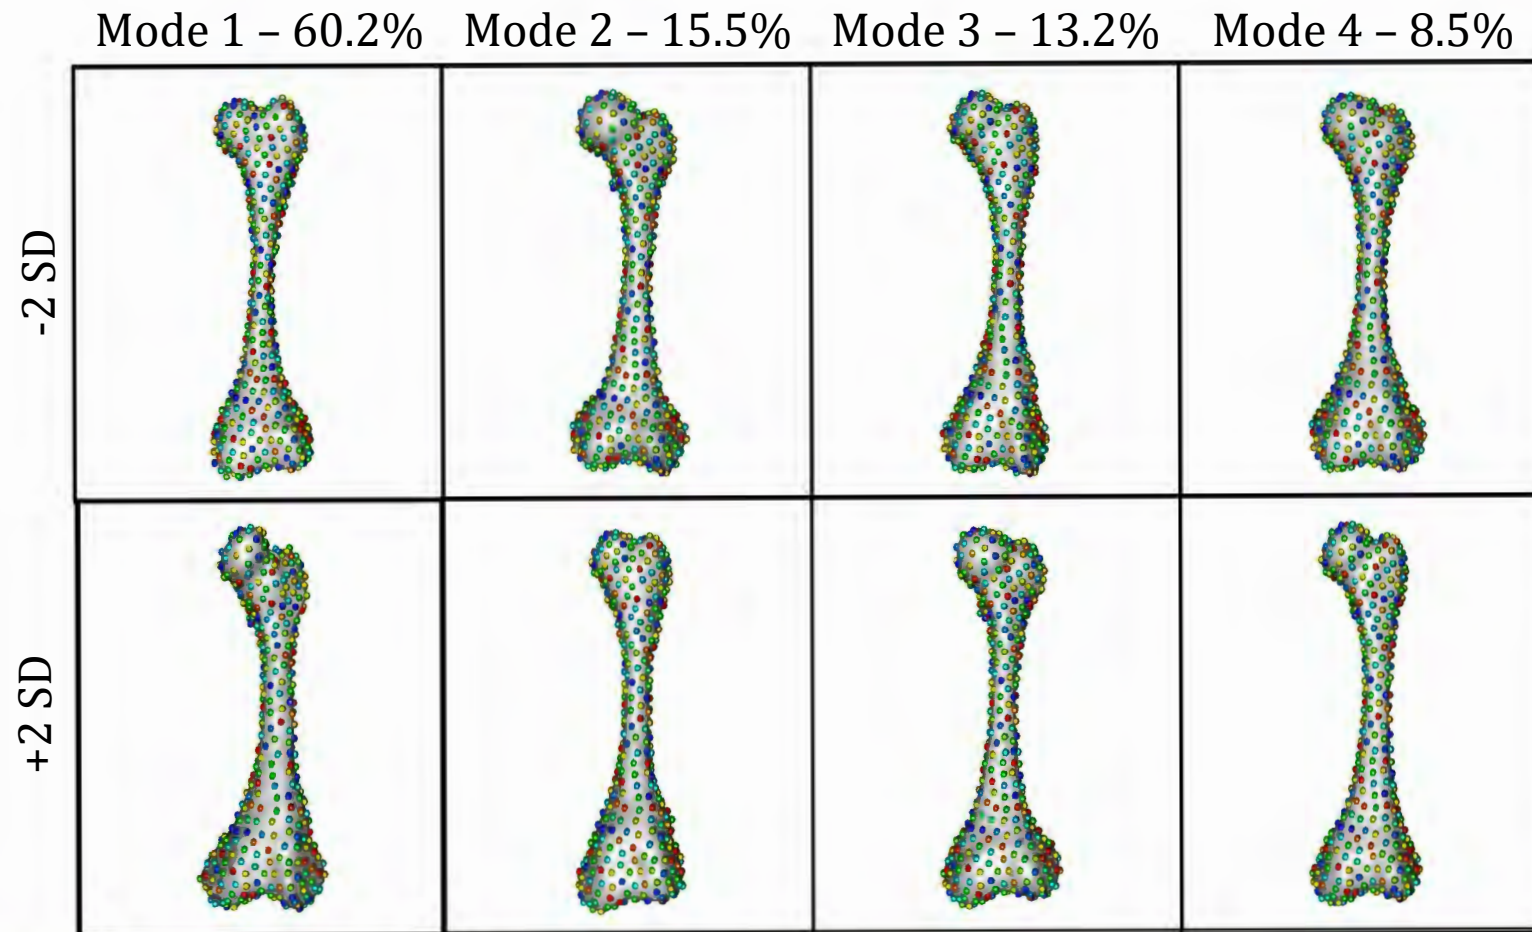 Mode 1 – 60.2%
Mode 2 – 15.5%
Mode 3 – 13.2%
Mode 4 – 8.5%
-2 SD
+2 SD